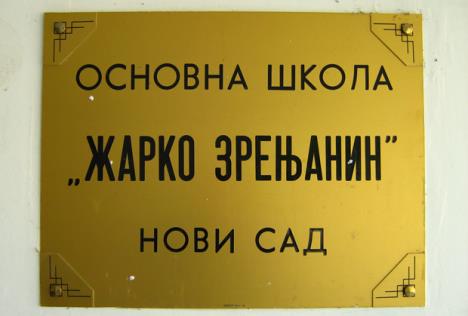 ОСНОВНА ШКОЛА
„ЖАРКО ЗРЕЊАНИН”
НОВИ САД